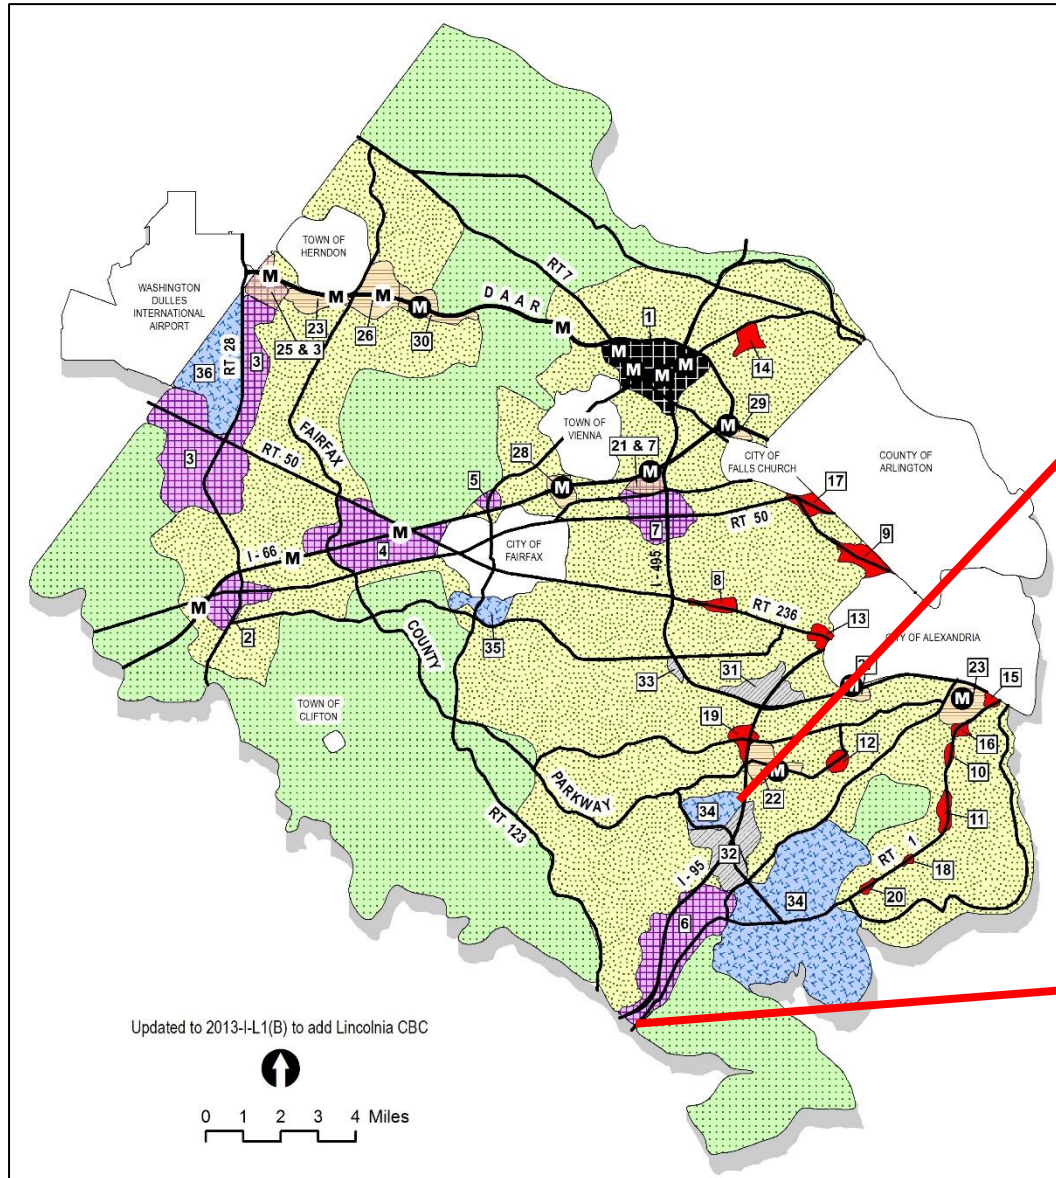 TOWN OF
HERNDON
WASHINGTON
DULLES
INTERNATIONAL
AIRPORT
RT 7
DAAR
RT 28
M
M
M
M
M
23
26
30
25 & 3
36
3
3
1
M
M
M
M
14
29
M
TOWN OF
VIENNA
21 & 7
28
M
M
CITY OF
FALLS CHURCH
COUNTY OF
ARLINGTON
FAIRFAX
RT 50
5
17
7
RT 50
9
M
4
I - 66
M
CITY OF
FAIRFAX
I - 495
8
RT 236
13
M
2
35
COUNTY
CITY OF ALEXANDRIA
33
31
M
23
M
15
TOWN OF
CLIFTON
19
12
16
10
M
22
PARKWAY
RT 123
34
11
32
RT 1
18
I - 95
34
20
6
Updated to 2013-I-L1(B) to add Lincolnia CBC
0 1 2 3 4 Miles